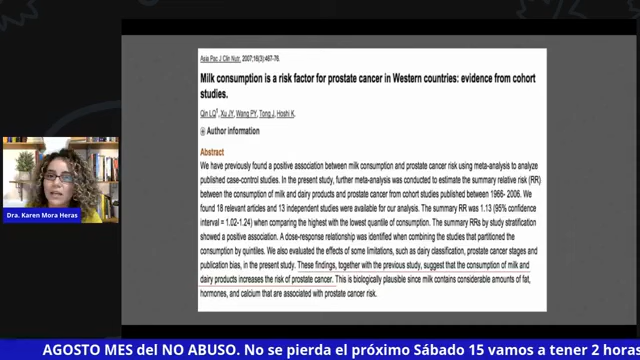 Asia Pac J Clin Nutr. 2007;16(3):467-76.
Milk consumption is a risk factor for prostate cancer in Western countries: evidence from cohort
studies.
Qin LQ1, Xu JY, Wang PY, Tong J, Hoshi K.
Author information
Abstract
We have previously found a positive association between milk consumption and prostate cancer risk using meta-analysis to analyze
published case-control studies. In the present study, further meta-analysis was conducted to estimate the summary relative risk (RR)
between the consumption of milk and dairy products and prostate cancer from cohort studies published between 1966- 2006. We
found 18 relevant articles and 13 independent studies were available for our analysis. The summary RR was 1.13 (95% confidence
interval = 1.02-1.24) when comparing the highest with the lowest quantile of consumption. The summary RRs by study stratification
showed a positive association. A dose-response relationship was identified when combining the studies that partitioned the
consumption by quintiles. We also evaluated the effects of some limitations, such as dairy classification, prostate cancer stages and
publication bias, in the present study. These findings, together with the previous study, suggest that the consumption of milk and
dairy products increases the risk of prostate cancer. This is biologically plausible since milk contains considerable amounts of fat,
hormones, and calcium that are associated with prostate cancer risk.
Dra. Karen Mora Heras
AGOSTO MES del NO ABUSO. No se pierda el próximo Sábado 15 vamos a tener 2 horas